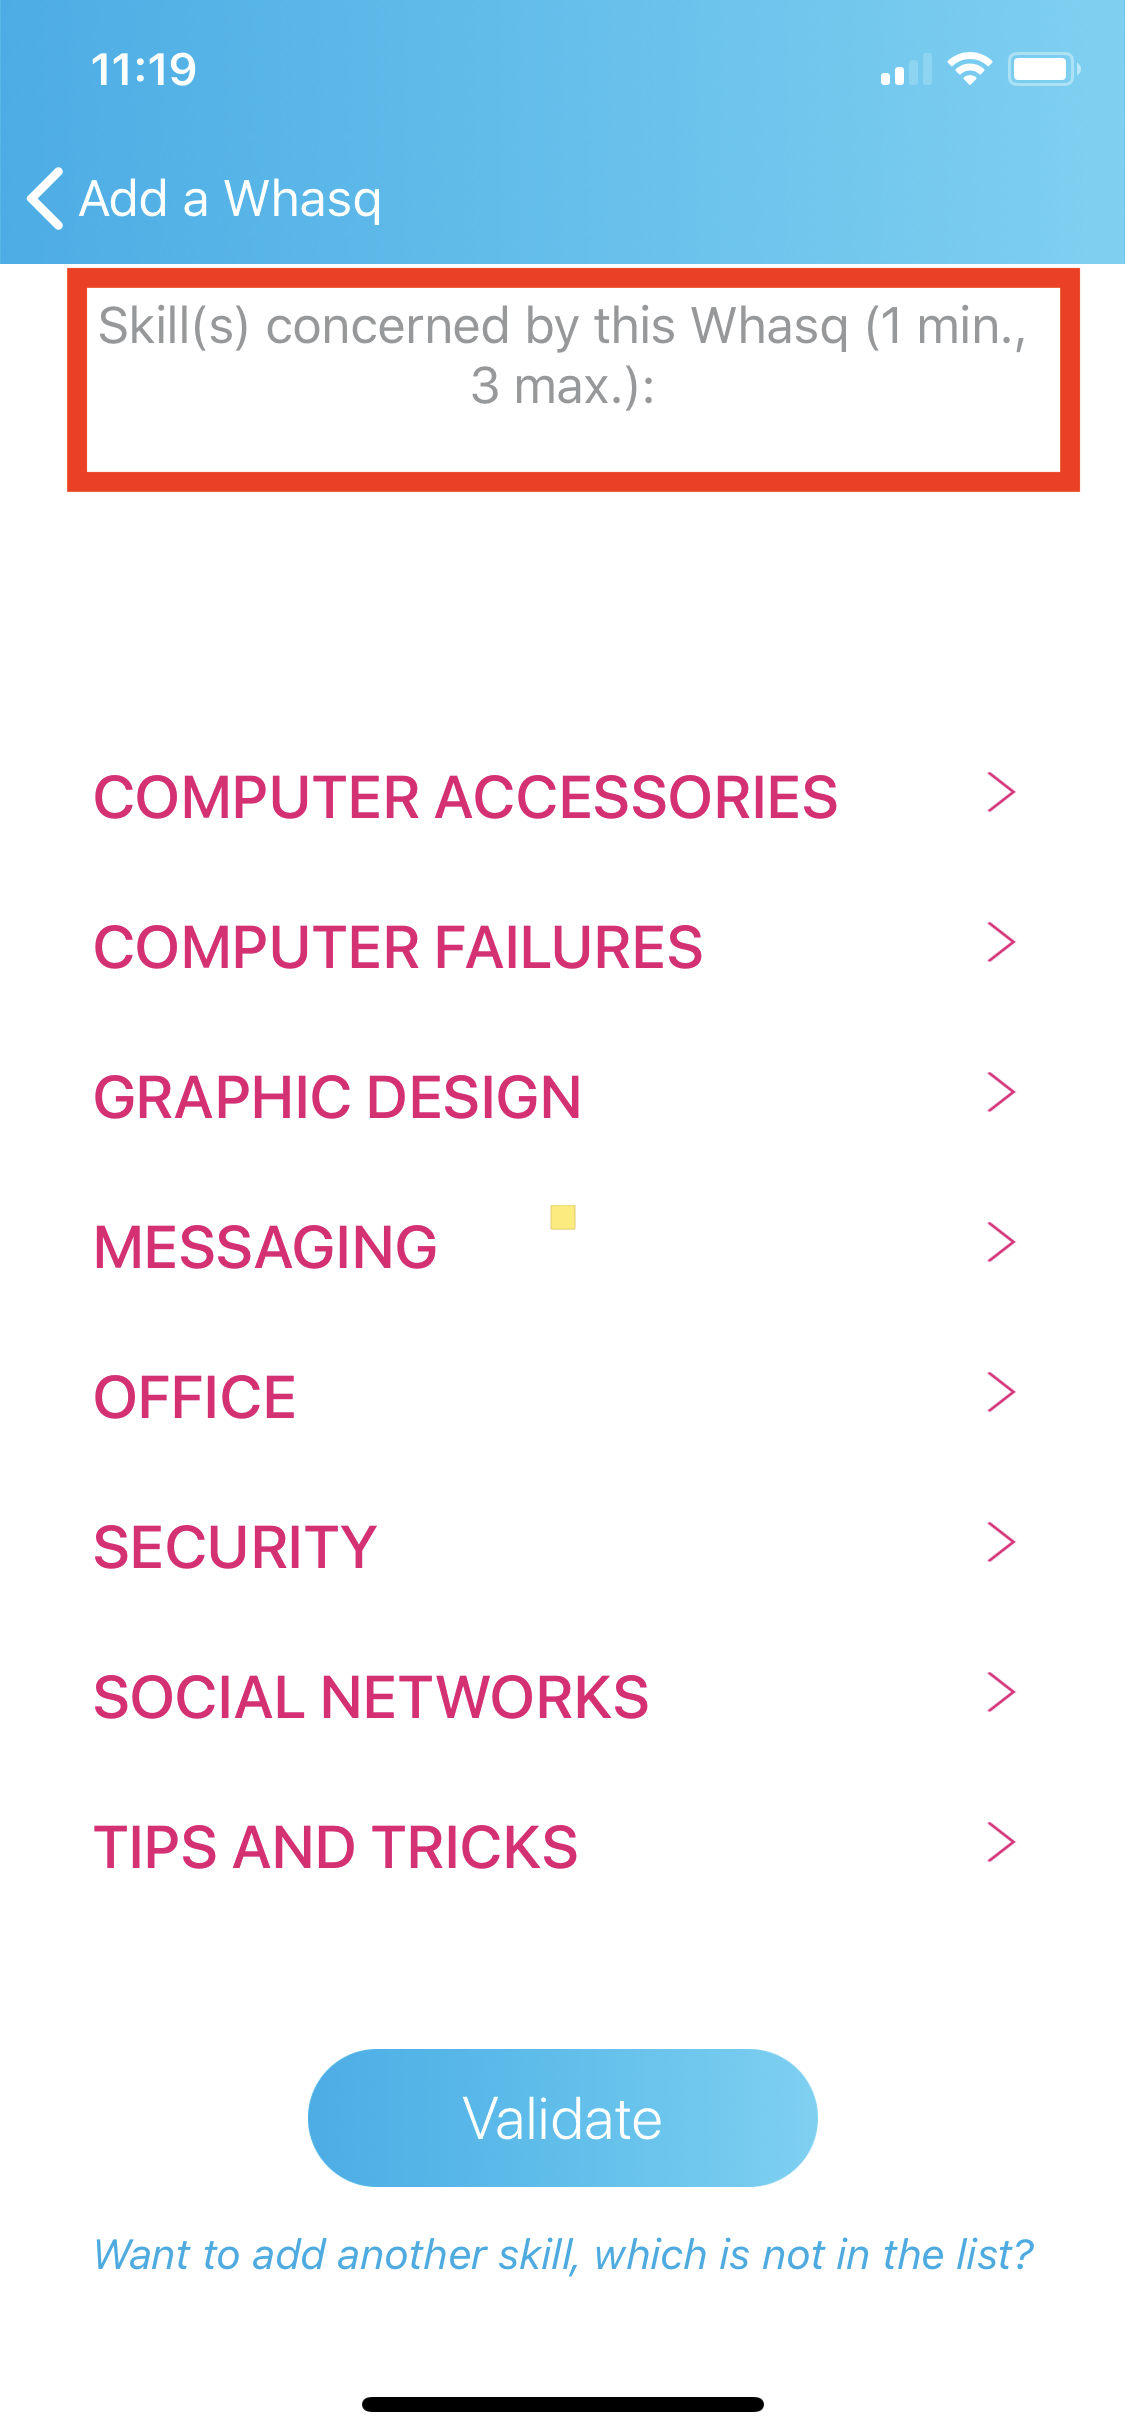 11:19
Add a Whasq
Skill(s) concerned by this Whasq (1 min.,
3 max.):
COMPUTER ACCESSORIES
COMPUTER FAILURES
GRAPHIC DESIGN
MESSAGING
OFFICE
SECURITY
SOCIAL NETWORKS
TIPS AND TRICKS
Validate
Want to add another skill, which is not in the list?